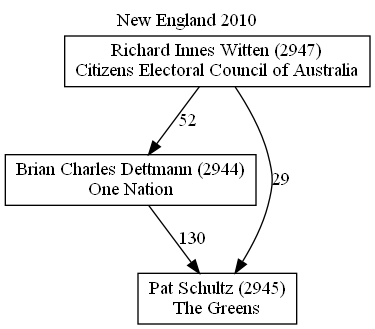 New England 2010
Richard Innes Witten (2947)
Citizens Electoral Council of Australia
52
Brian Charles Dettmann (2944)
One Nation
29
130
Pat Schultz (2945)
The Greens